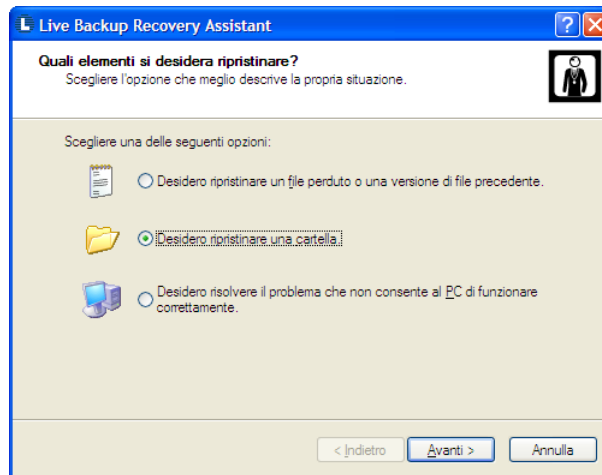 Live Backup Recovery Assistant
Quali elementi si desidera ripristinare?
Scegliere l'opzione che meglio descrive la propria situazione.
Scegliere una delle seguenti opzioni:
Desidero ripristinare un file perduto o una versione di file precedente.
Desidero ripristinare una cartella.
Desidero risolvere il problema che non consente al PC di funzionare
correttamente.
< Indietro
Avanti >
Annulla